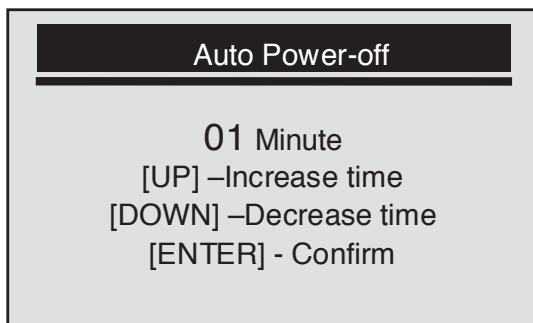 Auto Power-off
01 Minute
[UP] –Increase time
[DOWN] –Decrease time
[ENTER] - Confirm